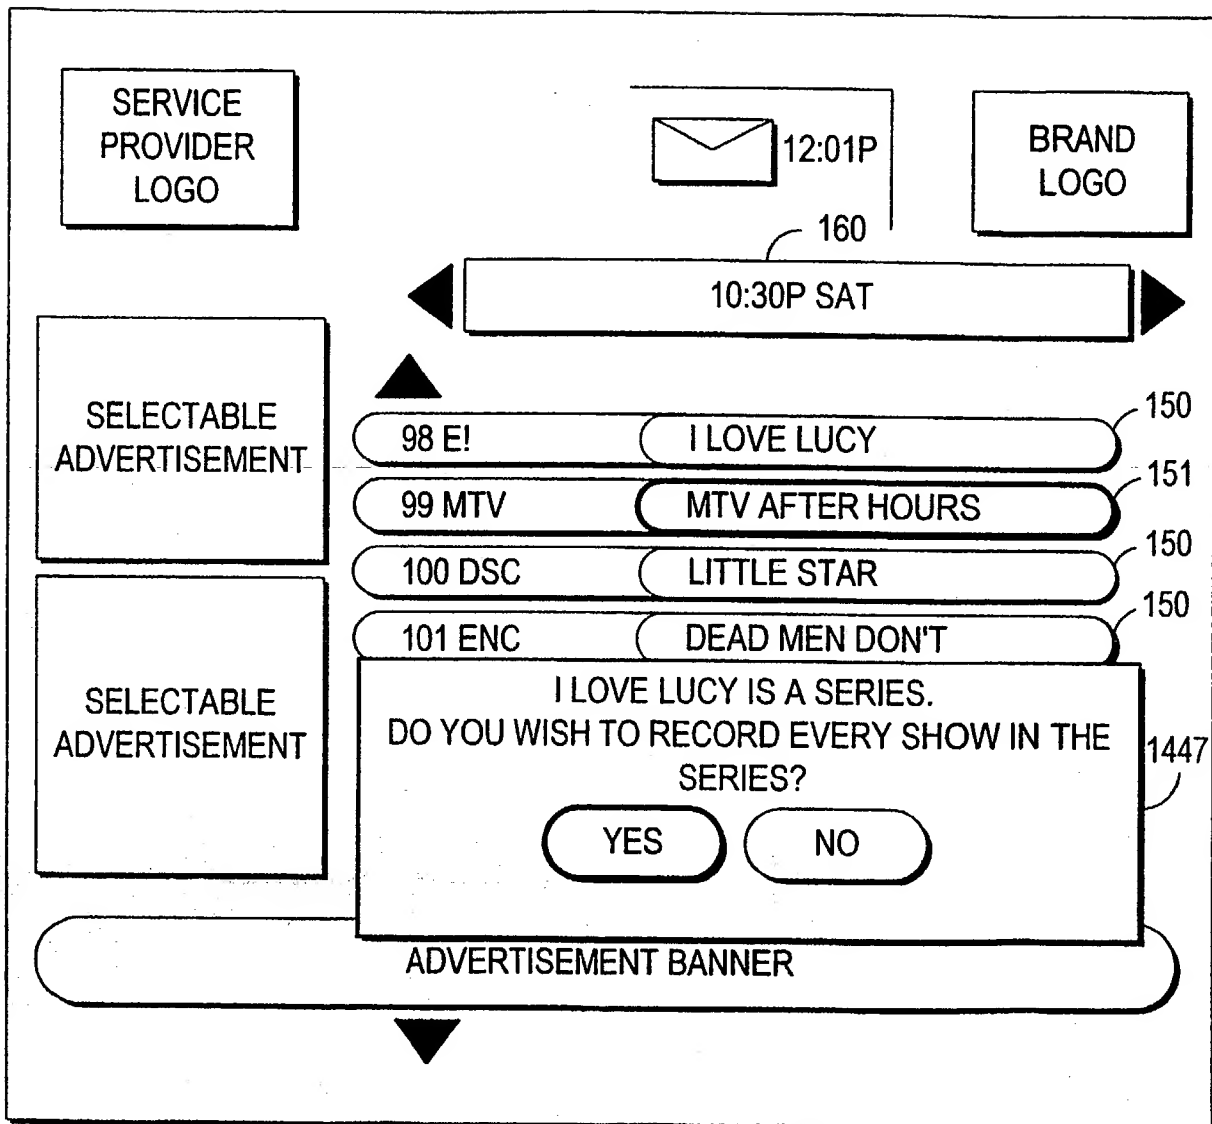 SERVICE
PROVIDER
LOGO
12:01P
BRAND
LOGO
160
10:30P SAT
SELECTABLE
ADVERTISEMENT
98 E! I LOVE LUCY 150
99 MTV MTV AFTER HOURS 151
100 DSC LITTLE STAR 150
101 ENC DEAD MEN DON'T 150
SELECTABLE
ADVERTISEMENT
I LOVE LUCY IS A SERIES.
DO YOU WISH TO RECORD EVERY SHOW IN THE
SERIES?
1447
YES NO
ADVERTISEMENT BANNER